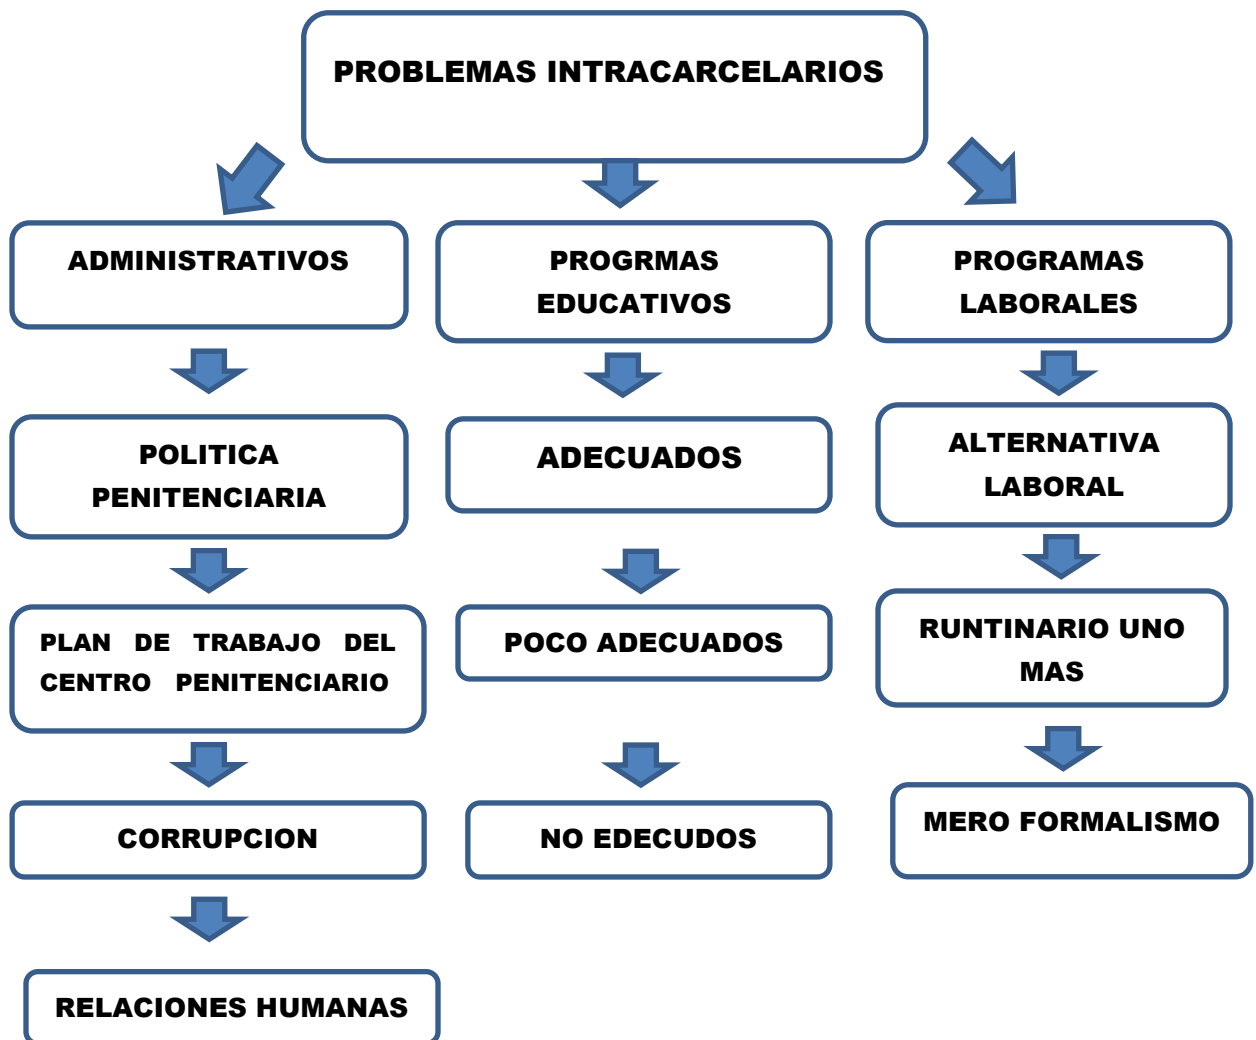 PROBLEMAS INTRACARCELARIOS
ADMINISTRATIVOS
PROGRMAS
EDUCATIVOS
PROGRAMAS
LABORALES
POLITICA
PENITENCIARIA
ADECUADOS
ALTERNATIVA
LABORAL
PLAN DE TRABAJO DEL
CENTRO PENITENCIARIO
POCO ADECUADOS
RUNTINARIO UNO
MAS
CORRUPCION
NO EDECUDOS
MERO FORMALISMO
RELACIONES HUMANAS